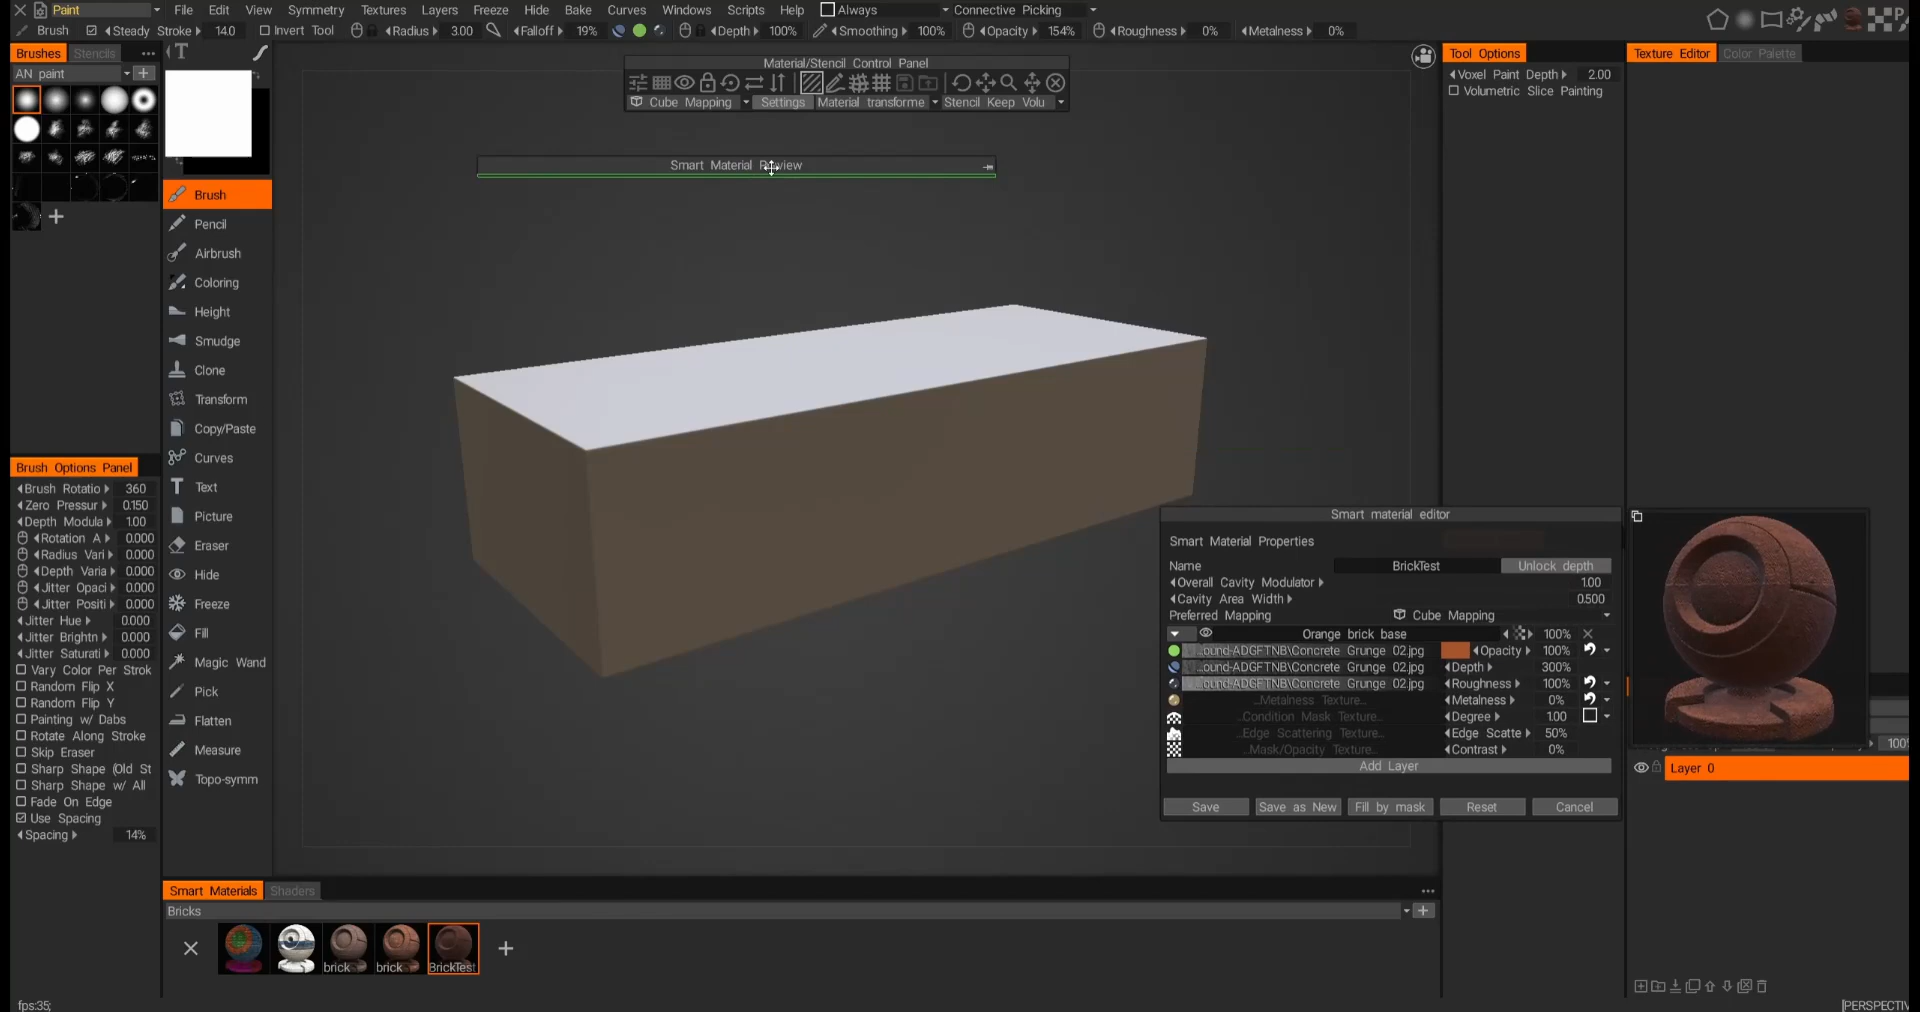 Paint File Edit View Symmetry Textures Layers Freeze Hide Bake Curves Windows Scripts Help Always Connective Picking
Brush Steady Stroke 14.0 Invert Tool Radius 3.00 Falloff 19% Depth 100% Smoothing 100% Opacity 154% Roughness 0% Metalness 0%
Brushes Stencils
AN paint
Material/Stencil Control Panel
Cube Mapping Settings Material transforme Stencil Keep Volu
Smart Material Preview
Tool Options
Voxel Paint Depth 2.00
Volumetric Slice Painting
Texture Editor Color Palette
Brush
Pencil
Airbrush
Coloring
Height
Smudge
Clone
Transform
Copy/Paste
Curves
Text
Picture
Eraser
Hide
Freeze
Fill
Magic Wand
Pick
Flatten
Measure
Topo-symm
Brush Options Panel
Brush Rotatio 360
Zero Pressur 0.150
Depth Modula 1.00
Rotation A 0.000
Radius Vari 0.000
Depth Varia 0.000
Jitter Opaci 0.000
Jitter Positi 0.000
Jitter Hue 0.000
Jitter Brightn 0.000
Jitter Saturati 0.000
Vary Color Per Strok
Random Flip X
Random Flip Y
Painting w/ Dabs
Rotate Along Stroke
Skip Eraser
Sharp Shape (Old St
Sharp Shape w/ All
Fade On Edge
Use Spacing
Spacing 14%
Smart material editor
Smart Material Properties
Name BrickTest Unlock depth
Overall Cavity Modulator 1.00
Cavity Area Width 0.500
Preferred Mapping Cube Mapping
Orange brick base 100%
...ound-ADGFTNB\Concrete Grunge 02.jpg Opacity 100%
...ound-ADGFTNB\Concrete Grunge 02.jpg Depth 300%
...ound-ADGFTNB\Concrete Grunge 02.jpg Roughness 100%
...Metalness Texture... Metalness 0%
...Condition Mask Texture... Degree 1.00
...Edge Scattering Texture... Edge Scatte 50%
...Mask/Opacity Texture... Contrast 0%
Add Layer
Save Save as New Fill by mask Reset Cancel
100%
Layer 0
Smart Materials Shaders
Bricks
brick brick BrickTest
fps:35;
[PERSPECTIV